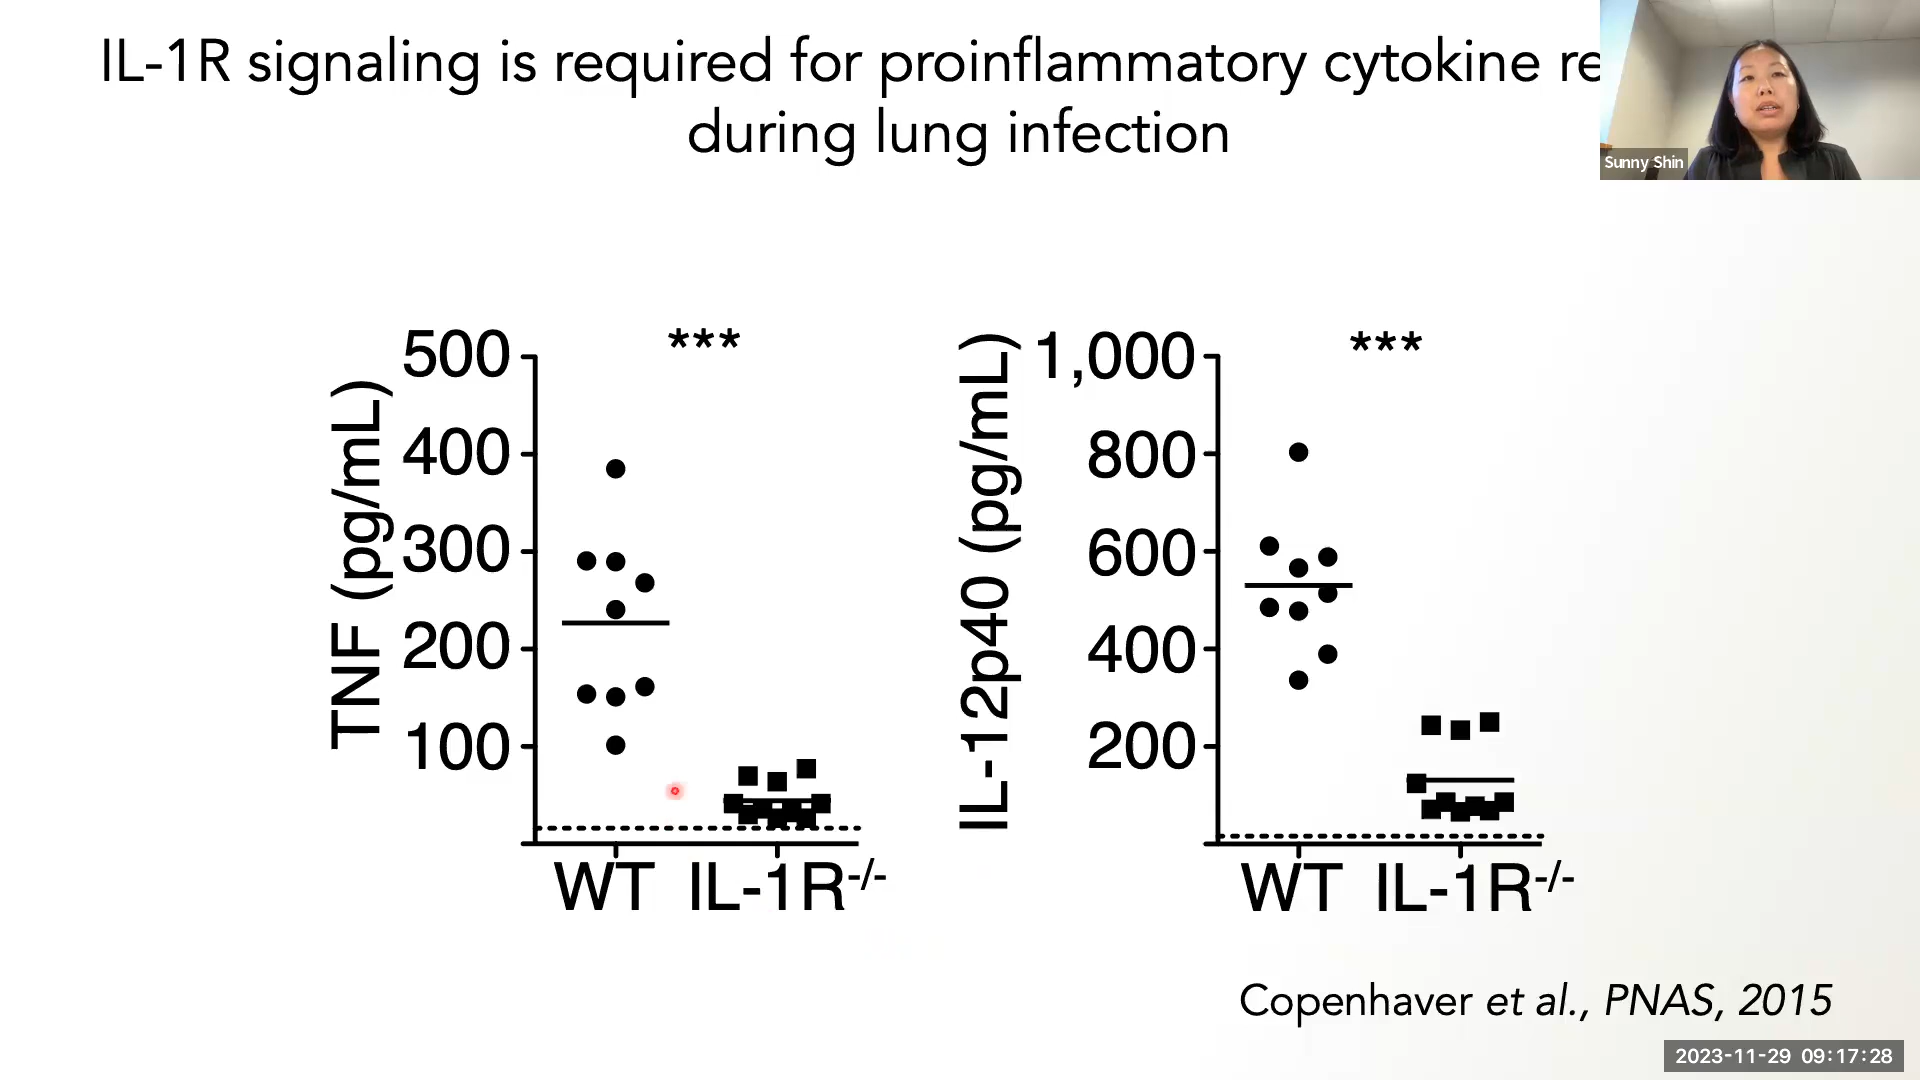 IL-1R signaling is required for proinflammatory cytokine
during lung infection
Sunny Shin
***
500
400
300
200
100
TNF (pg/mL)
WT IL-1R-/-
***
1,000
800
600
400
200
IL-12p40 (pg/mL)
WT IL-1R-/-
Copenhaver et al., PNAS, 2015
2023-11-29 09:17:28